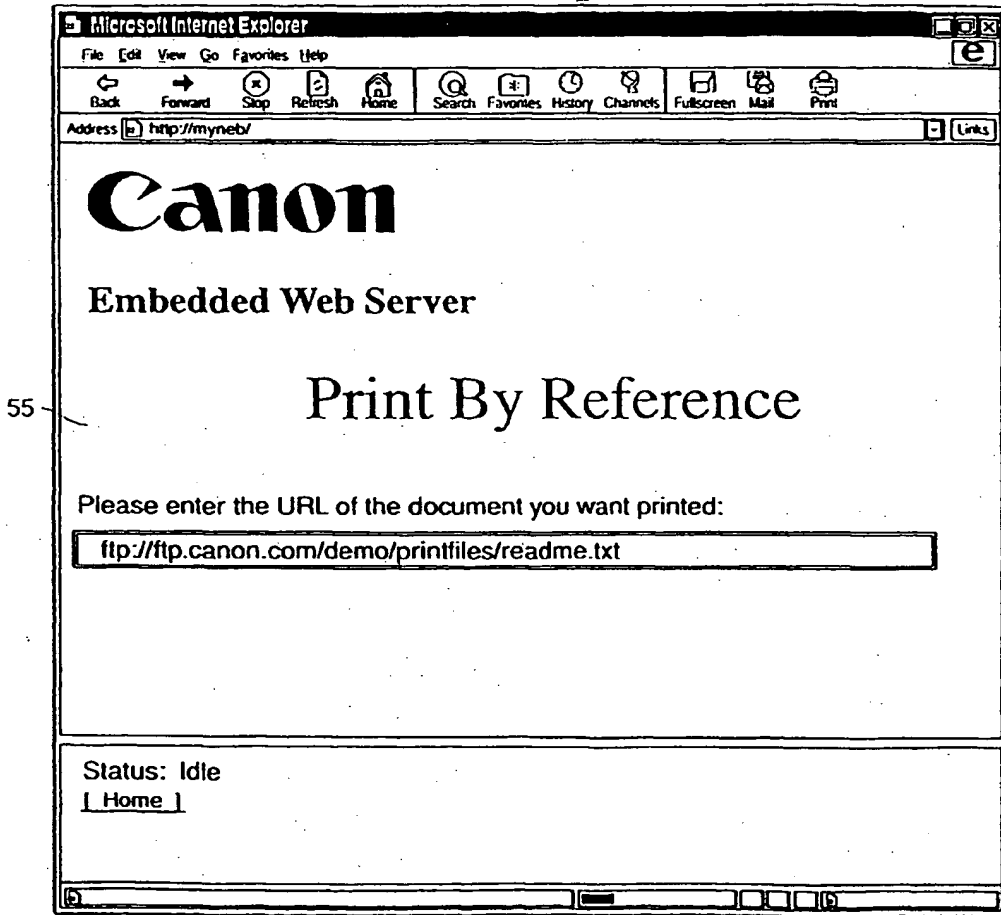 Microsoft Internet Explorer
File Edit View Go Favorites Help
e
Back Forward Stop Refresh Home Search Favorites History Channels Fullscreen Mail Print
Address http://myneb/ Links
Canon
Embedded Web Server
55
Print By Reference
Please enter the URL of the document you want printed:
ftp://ftp.canon.com/demo/printfiles/readme.txt
Status: Idle
[ Home ]